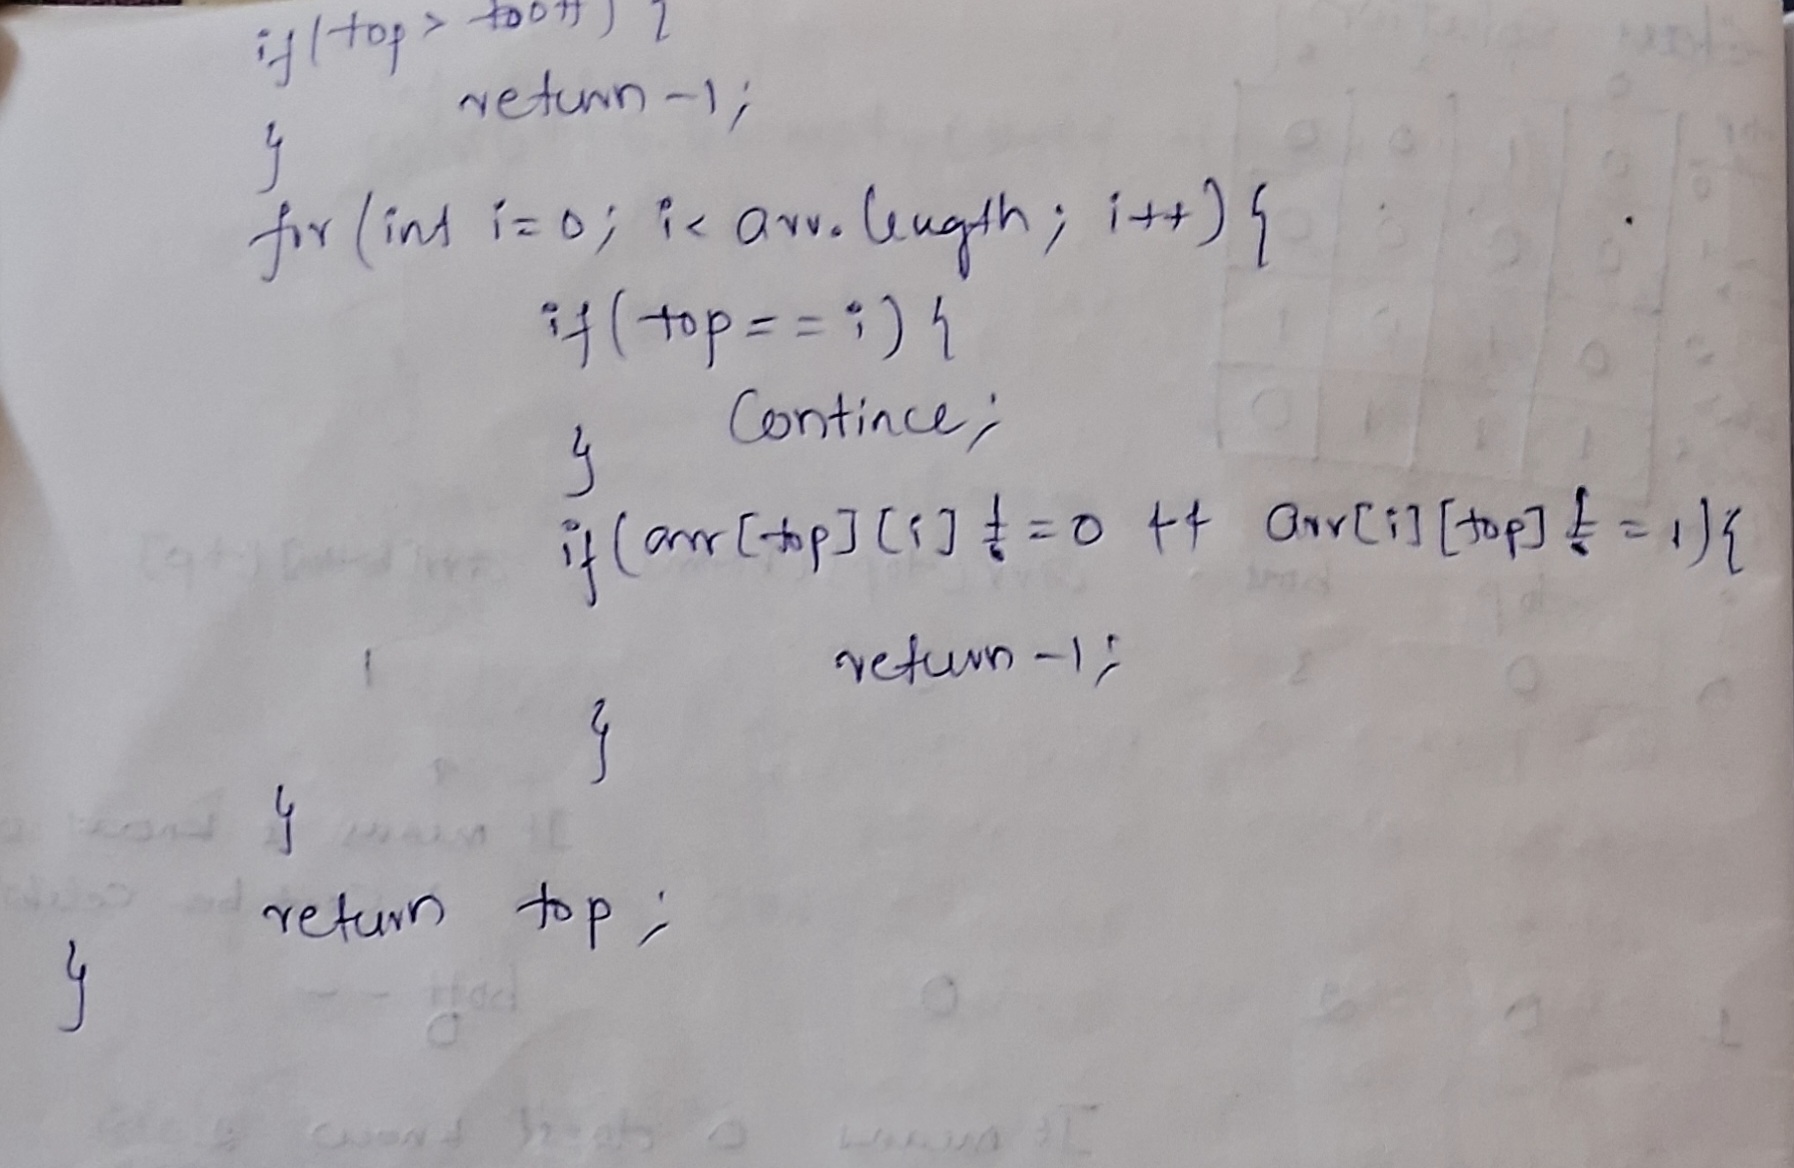 if(top > bott) {
return -1;
}
for (int i=0; i< arr.length; i++) {
if(top == i) {
Contince;
}
if(arr[top][i] != 0 && arr[i][top] != 1){
return -1;
}
}
return top;
}